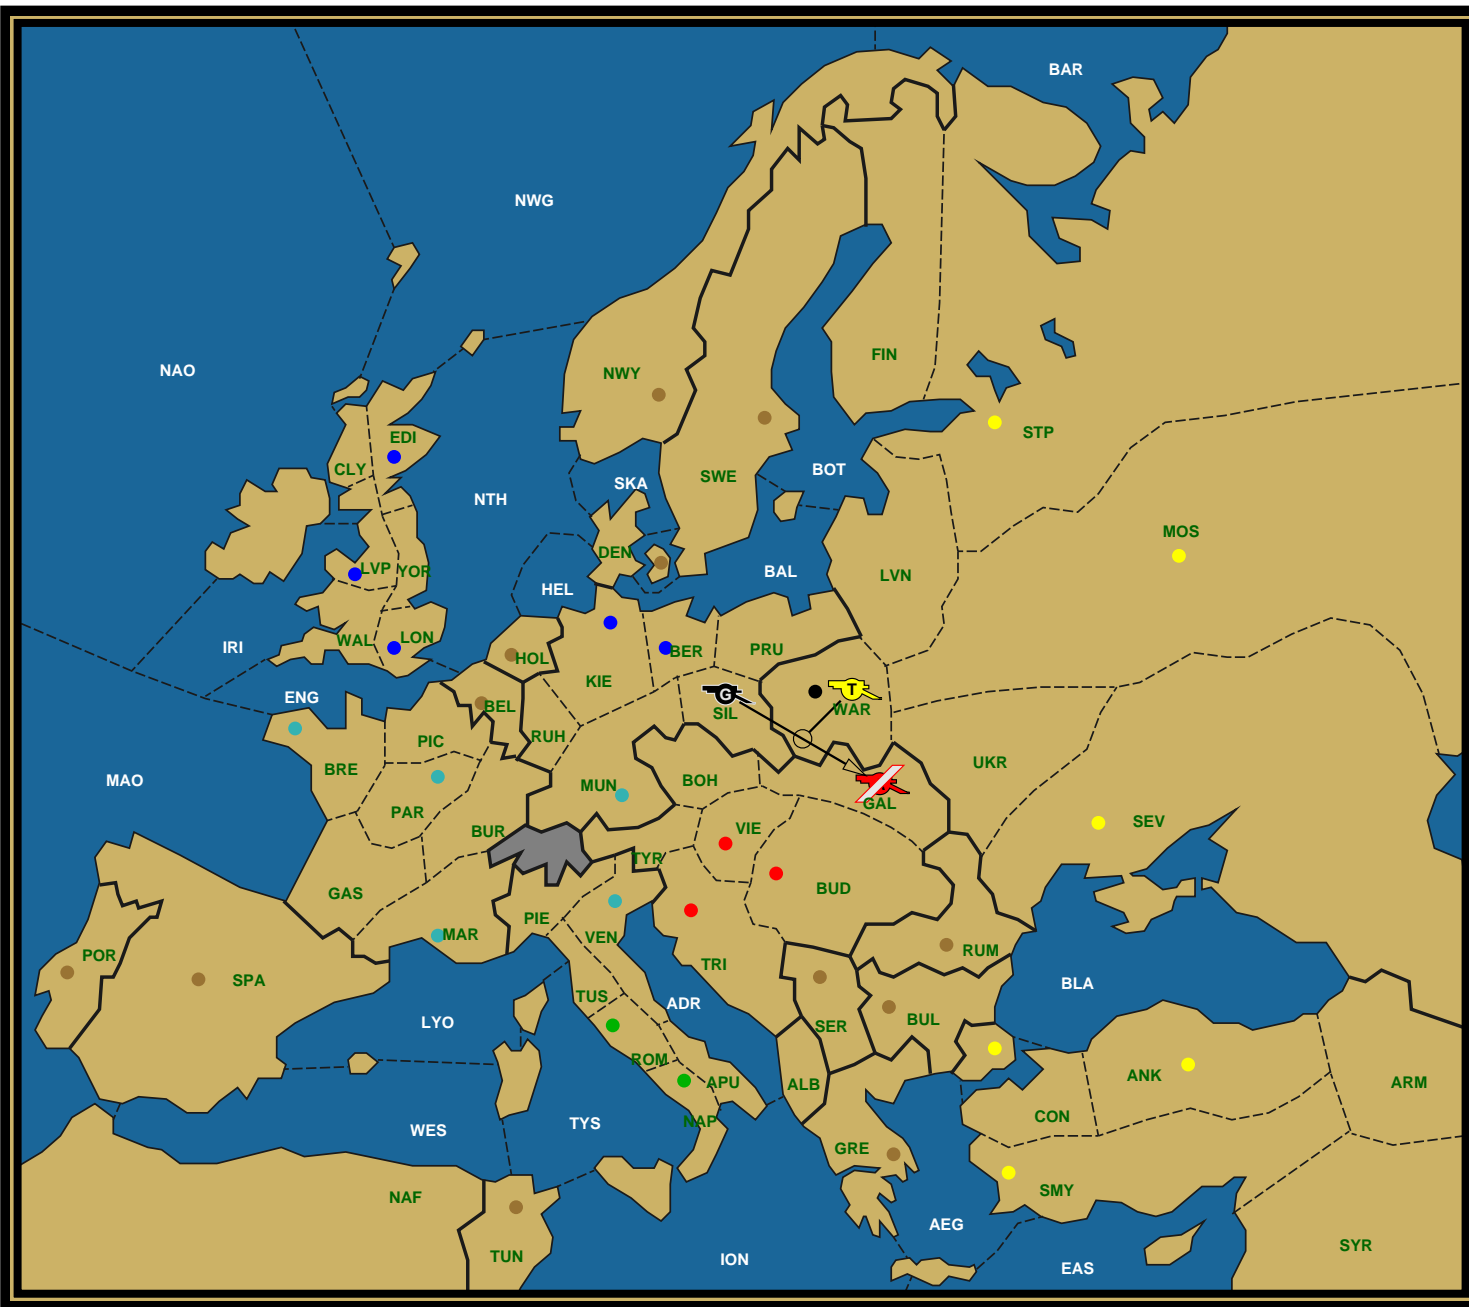 BAR
NWG
NAO
FIN
NWY
EDI
STP
CLY
SKA
BOT
SWE
NTH
MOS
DEN
LVP
YOR
BAL
LVN
HEL
WAL
LON
IRI
HOL
BER
PRU
KIE
ENG
G
T
BEL
SIL
WAR
PIC
RUH
BRE
UKR
MAO
MUN
BOH
GAL
PAR
BUR
VIE
SEV
TYR
BUD
GAS
PIE
MAR
VEN
RUM
POR
SPA
TRI
BLA
TUS
ADR
LYO
SER
BUL
ROM
APU
ALB
ANK
ARM
NAP
CON
WES
TYS
GRE
SMY
NAF
AEG
TUN
ION
SYR
EAS